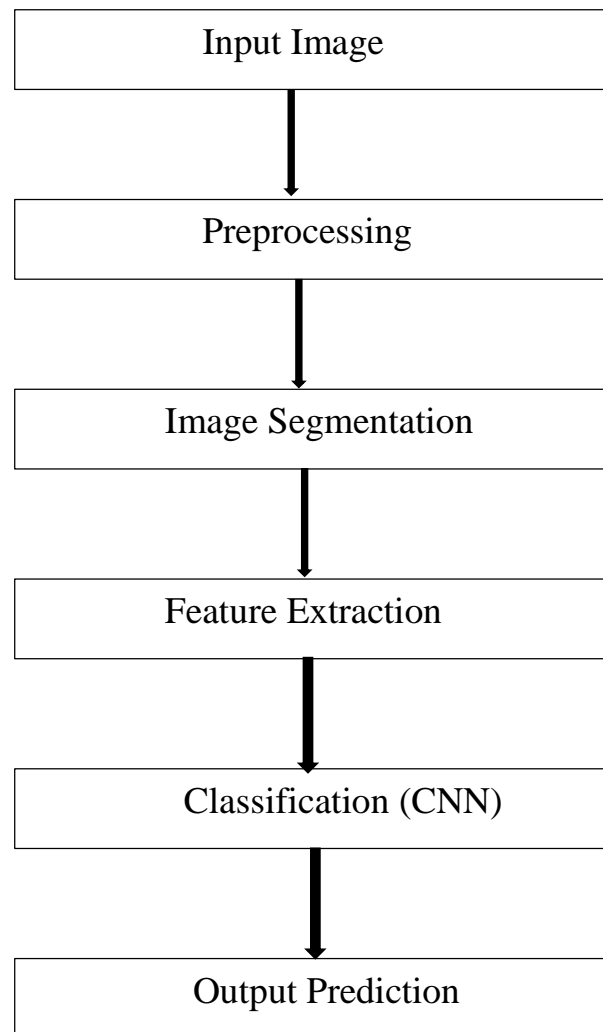 Input Image
Preprocessing
Image Segmentation
Feature Extraction
Classification (CNN)
Output Prediction